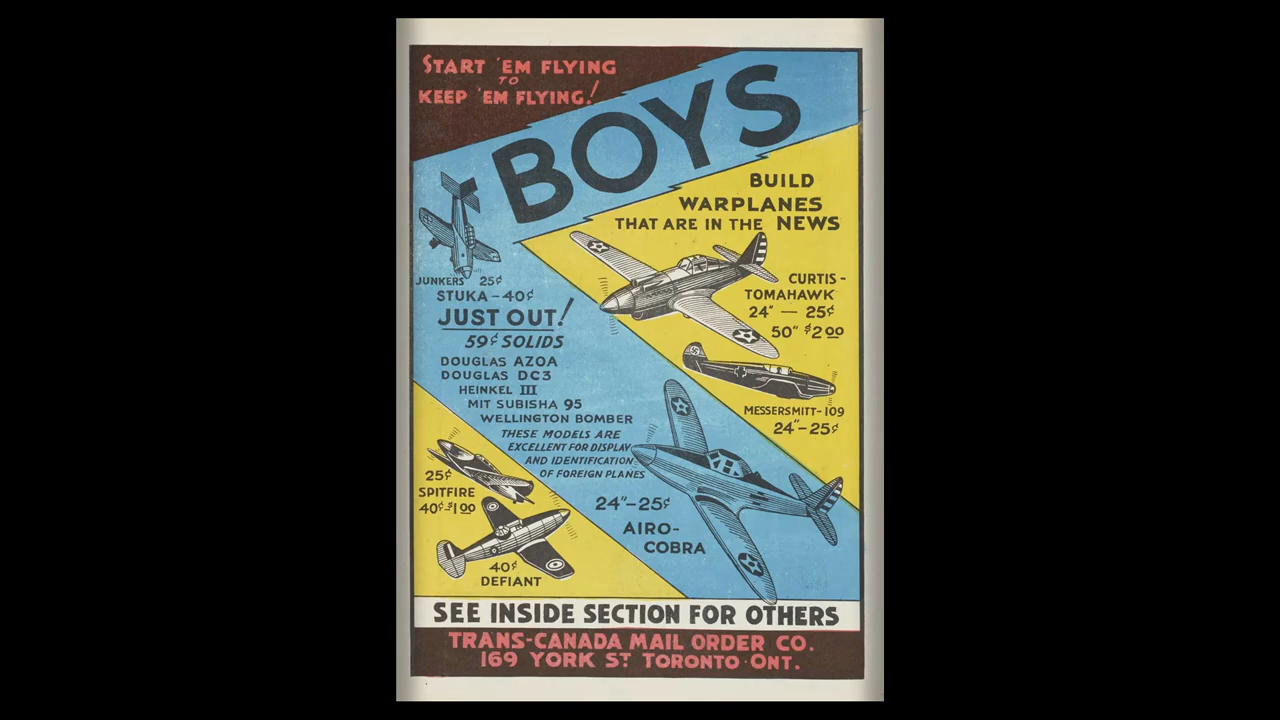 START 'EM FLYING
TO
KEEP 'EM FLYING!
BOYS
BUILD
WARPLANES
THAT ARE IN THE NEWS
JUNKERS 25¢
STUKA - 40¢
JUST OUT!
59¢ SOLIDS
DOUGLAS AZOA
DOUGLAS DC3
HEINKEL III
MIT SUBISHA 95
WELLINGTON BOMBER
THESE MODELS ARE
EXCELLENT FOR DISPLAY
AND IDENTIFICATION
OF FOREIGN PLANES
CURTIS-
TOMAHAWK
24" — 25¢
50" $2.00
MESSERSMITT-109
24"-25¢
25¢
SPITFIRE
40¢-$1.00
40¢
DEFIANT
24"-25¢
AIRO-
COBRA
SEE INSIDE SECTION FOR OTHERS
TRANS-CANADA MAIL ORDER CO.
169 YORK ST TORONTO · ONT.